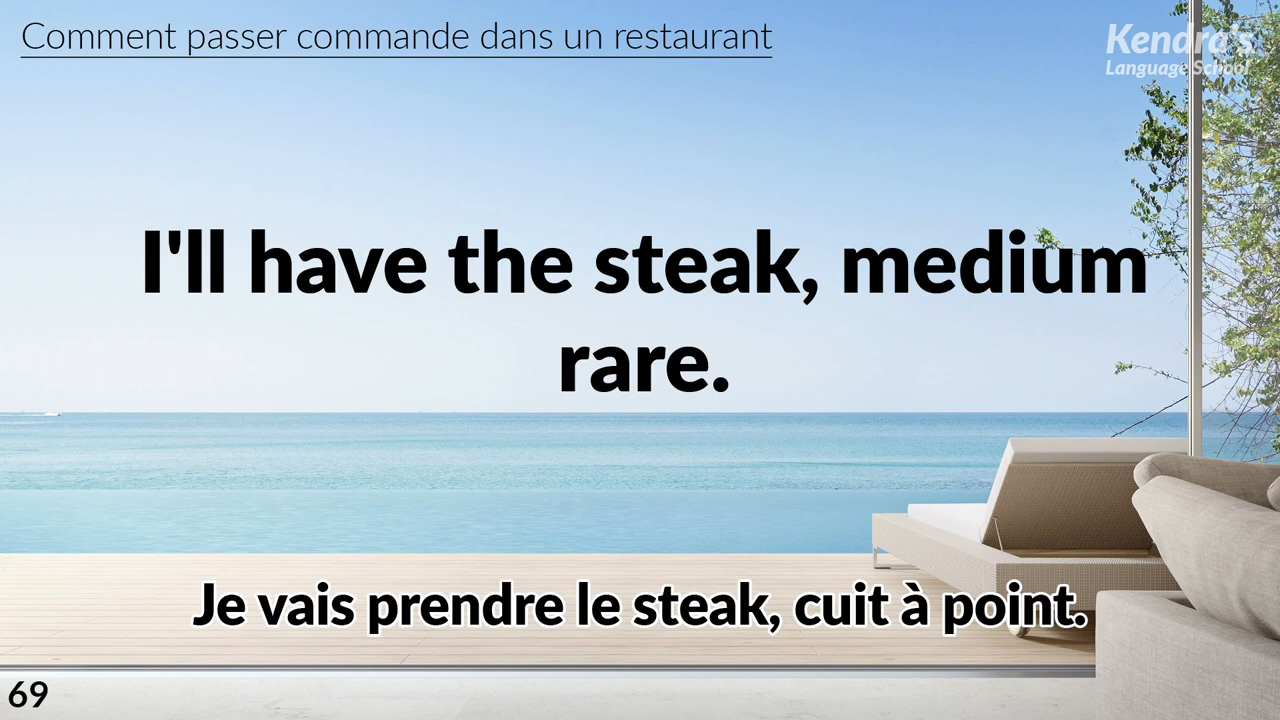 Comment passer commande dans un restaurant
Kendra's
Language School
I'll have the steak, medium
rare.
Je vais prendre le steak, cuit à point.
69